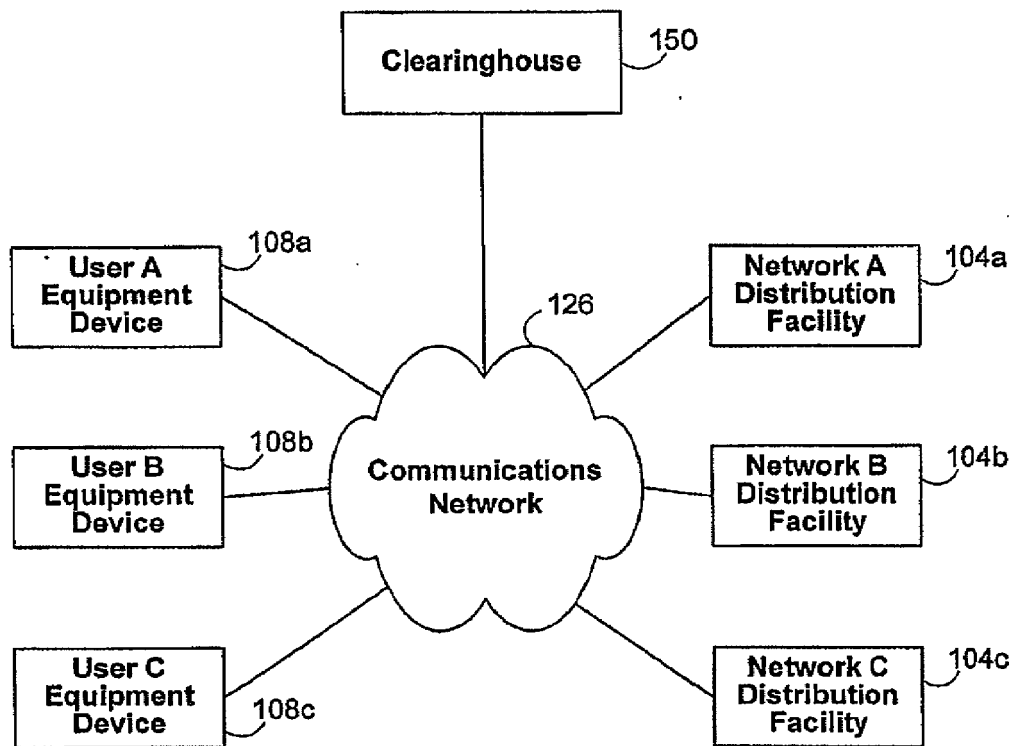 Clearinghouse
150
108a
User A
Equipment
Device
Network A
Distribution
Facility
104a
126
108b
User B
Equipment
Device
Communications
Network
Network B
Distribution
Facility
104b
User C
Equipment
Device
108c
Network C
Distribution
Facility
104c